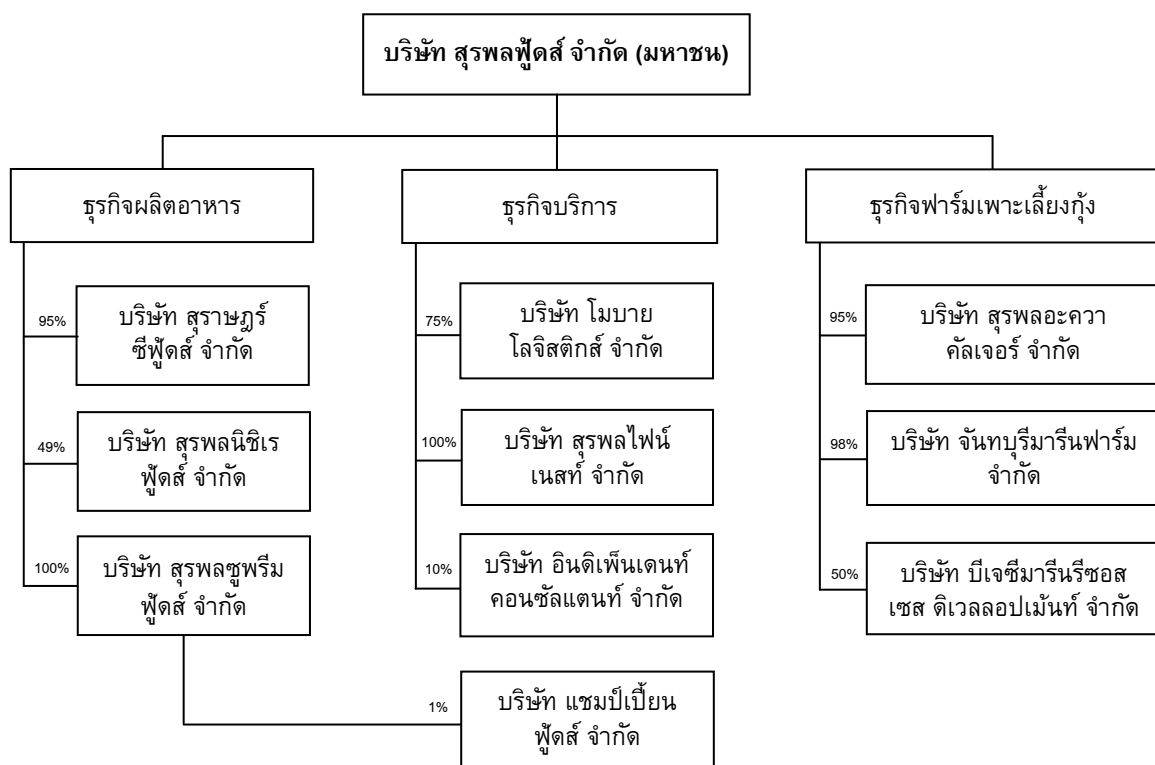 บริษัท สุรพลฟู้ดส์ จำกัด (มหาชน)
ธุรกิจผลิตอาหาร
ธุรกิจบริการ
ธุรกิจฟาร์มเพาะเลี้ยงกุ้ง
95%
บริษัท สุราษฎร์
ซีฟู้ดส์ จำกัด
75%
บริษัท โมบาย
โลจิสติกส์ จำกัด
95%
บริษัท สุรพลอะควา
คัลเจอร์ จำกัด
49%
บริษัท สุรพลนิชิเร
ฟู้ดส์ จำกัด
100%
บริษัท สุรพลไฟน์
เนสท์ จำกัด
98%
บริษัท จันทบุรีมารีนฟาร์ม
จำกัด
100%
บริษัท สุรพลซูพรีม
ฟู้ดส์ จำกัด
10%
บริษัท อินดิเพ็นเดนท์
คอนซัลแตนท์ จำกัด
50%
บริษัท บีเจซีมารีนรีซอส
เซส ดิเวลลอปเม้นท์ จำกัด
1%
บริษัท แชมป์เปี้ยน
ฟู้ดส์ จำกัด